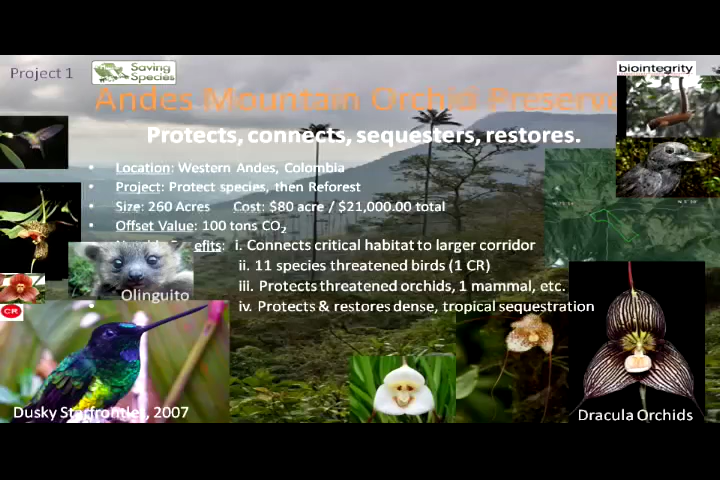 Project 1
Saving
Species
biointegrity
Andes Mountain Orchid Preserve
Protects, connects, sequesters, restores.
• Location: Western Andes, Colombia
• Project: Protect species, then Reforest
• Size: 260 Acres Cost: $80 acre / $21,000.00 total
• Offset Value: 100 tons CO₂
i. Connects critical habitat to larger corridor
ii. 11 species threatened birds (1 CR)
iii. Protects threatened orchids, 1 mammal, etc.
iv. Protects & restores dense, tropical sequestration
Olinguito
CR
Dusky Starfrontlet, 2007
Dracula Orchids